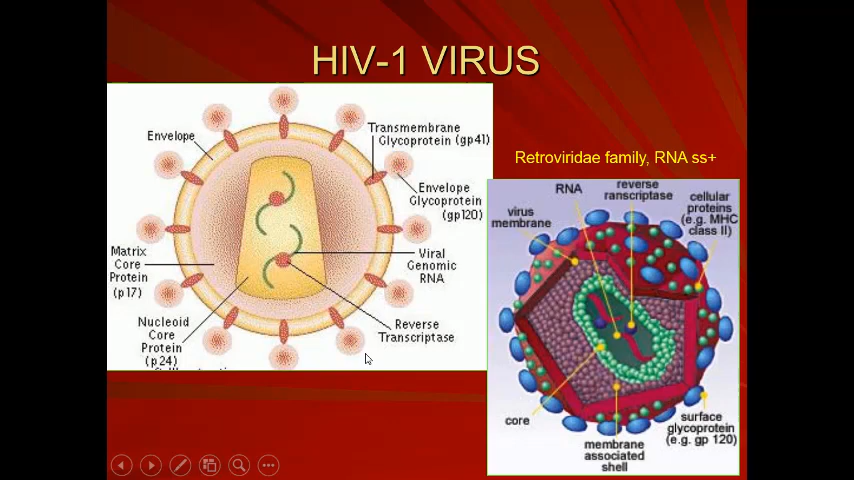 HIV-1 VIRUS
Envelope
Transmembrane
Glycoprotein (gp41)
Envelope
Glycoprotein
(gp120)
Matrix
Core
Protein
(p17)
Viral
Genomic
RNA
Nucleoid
Core
Protein
(p24)
Reverse
Transcriptase
Retroviridae family, RNA ss+
RNA
reverse
ranscriptase
cellular
proteins
(e.g. MHC
class II)
virus
membrane
core
membrane
associated
shell
surface
glycoprotein
(e.g. gp 120)